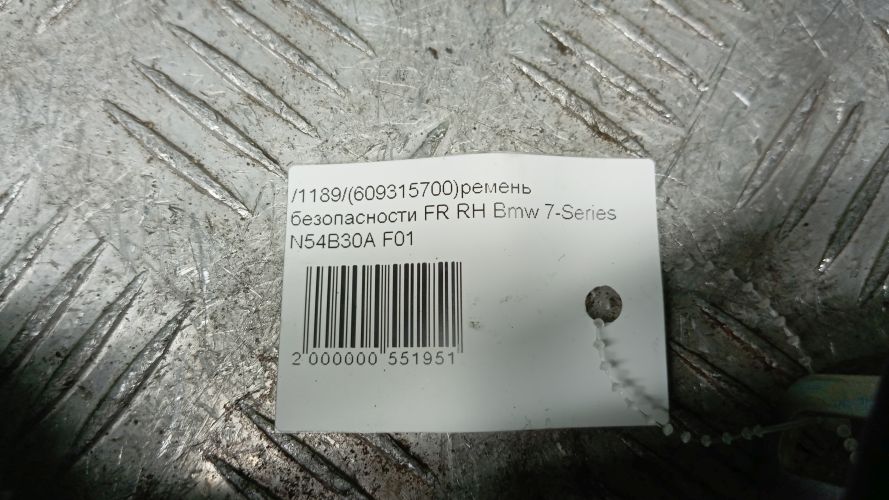 /1189/(609315700)ремень
безопасности FR RH Bmw 7-Series
N54B30A F01
2 000000 551951